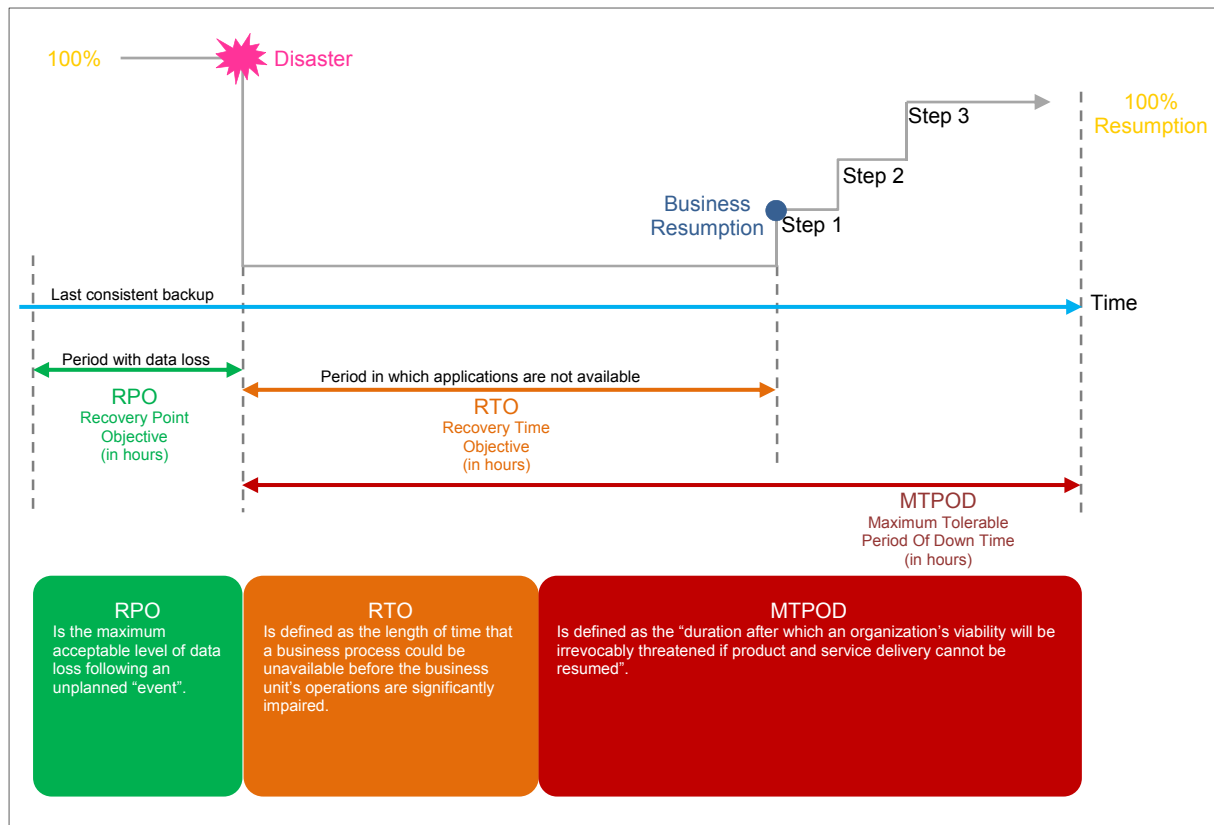 100%
Disaster
100%
Resumption
Step 3
Step 2
Business
Resumption
Step 1
Last consistent backup
Time
Period with data loss
RPO
Recovery Point
Objective
(in hours)
Period in which applications are not available
RTO
Recovery Time
Objective
(in hours)
MTPOD
Maximum Tolerable
Period Of Down Time
(in hours)
RPO
Is the maximum
acceptable level of data
loss following an
unplanned “event”.
RTO
Is defined as the length of time that
a business process could be
unavailable before the business
unit’s operations are significantly
impaired.
MTPOD
Is defined as the “duration after which an organization’s viability will be
irrevocably threatened if product and service delivery cannot be
resumed”.